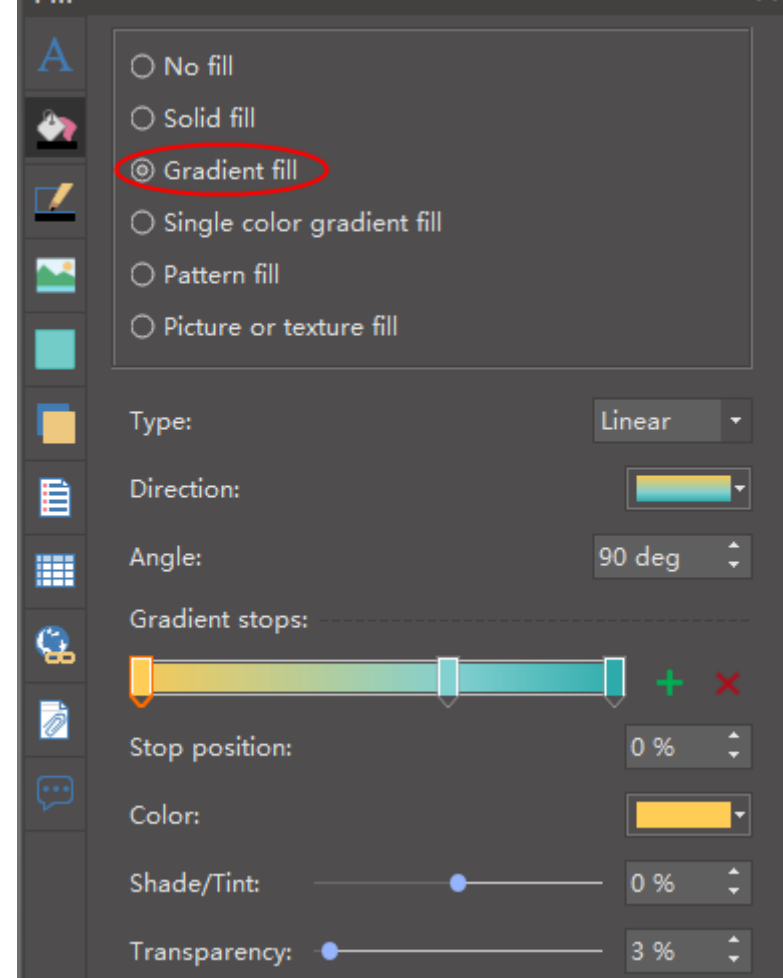 Fill
No fill
Solid fill
Gradient fill
Single color gradient fill
Pattern fill
Picture or texture fill
Type: Linear
Direction:
Angle: 90 deg
Gradient stops:
Stop position: 0 %
Color:
Shade/Tint: 0 %
Transparency: 3 %